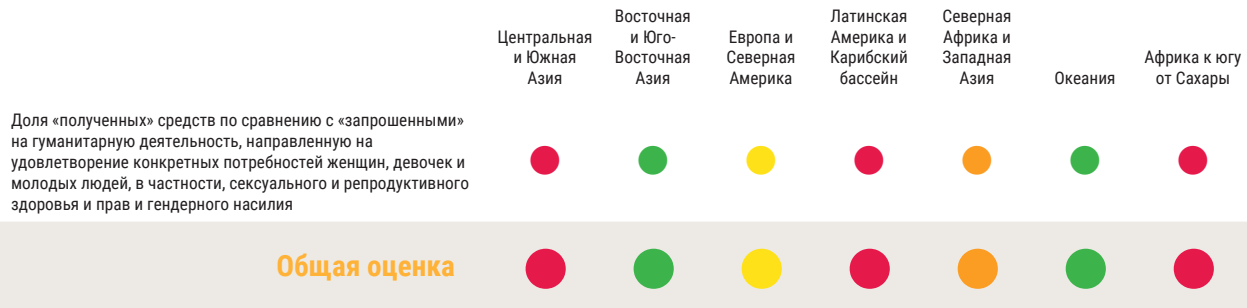 Центральная
и Южная
Азия
Восточная
и Юго-
Восточная
Азия
Европа и
Северная
Америка
Латинская
Америка и
Карибский
бассейн
Северная
Африка и
Западная
Азия
Океания
Африка к югу
от Сахары
Доля «полученных» средств по сравнению с «запрошенными»
на гуманитарную деятельность, направленную на
удовлетворение конкретных потребностей женщин, девочек и
молодых людей, в частности, сексуального и репродуктивного
здоровья и прав и гендерного насилия
Общая оценка